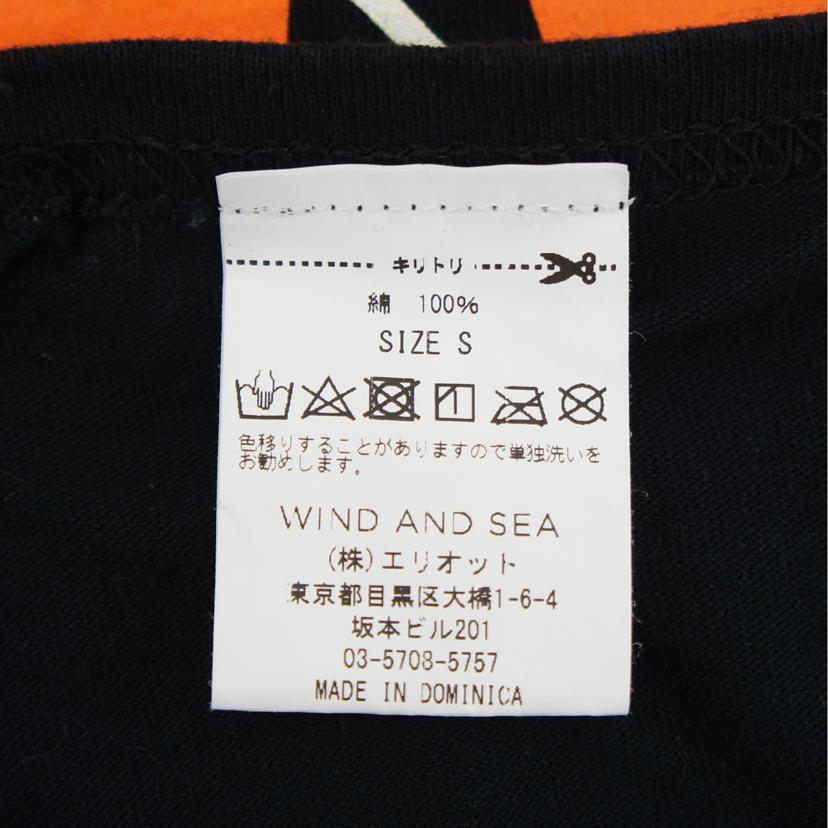 キリトリ
綿 100%
SIZE S
色移りすることがありますので単独洗いを
お勧めします。
WIND AND SEA
(株)エリオット
東京都目黒区大橋1-6-4
坂本ビル201
03-5708-5757
MADE IN DOMINICA